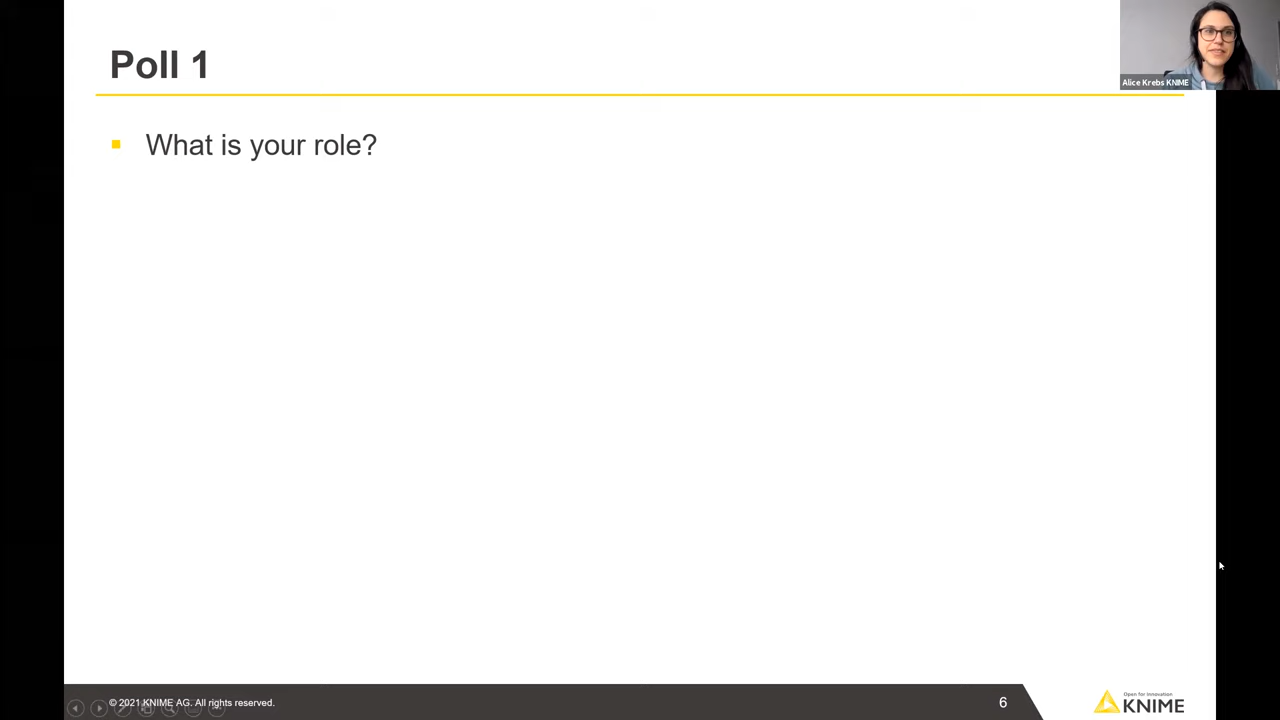 Poll 1
Alice Krebs KNIME
What is your role?
© 2021 KNIME AG. All rights reserved.
6
Open for Innovation
KNIME